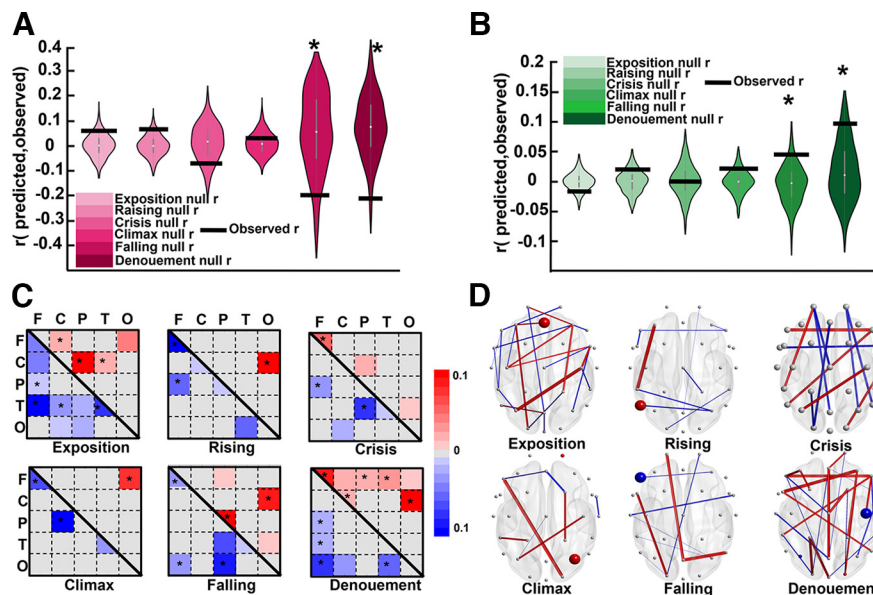 A
r( predicted,observed)
0.4
0.3
0.2
0.1
0
-0.1
-0.2
-0.3
-0.4
*
*
Exposition null r
Raising null r
Crisis null r
Climax null r
Falling null r
Denouement null r
Observed r
B
r( predicted,observed)
0.2
0.15
0.1
0.05
0
-0.05
-0.1
Exposition null r
Raising null r
Crisis null r
Climax null r
Falling null r
Denouement null r
Observed r
*
*
C
F C P T O
F C P T O
F C P T O
F
C
P
T
O
Exposition
Rising
Crisis
F
C
P
T
O
Climax
Falling
Denouement
0.1
0
0.1
D
Exposition
Rising
Crisis
Climax
Falling
Denouement